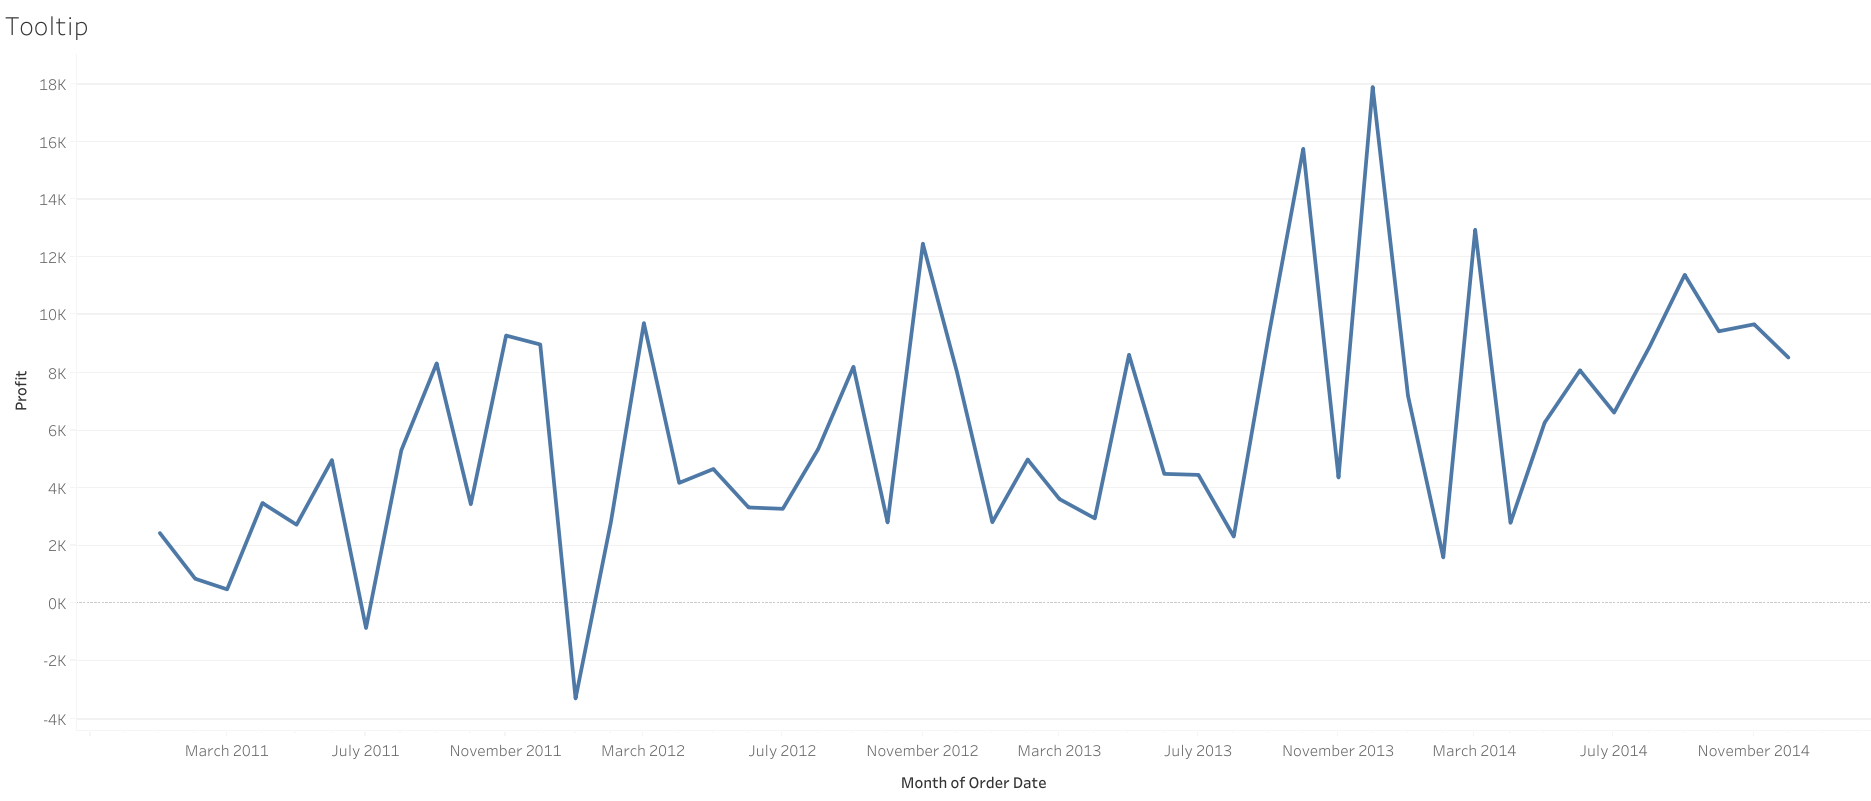 Tooltip
18K
16K
14K
12K
10K
8K
6K
4K
2K
0K
-2K
-4K
Profit
March 2011 July 2011 November 2011 March 2012 July 2012 November 2012 March 2013 July 2013 November 2013 March 2014 July 2014 November 2014
Month of Order Date